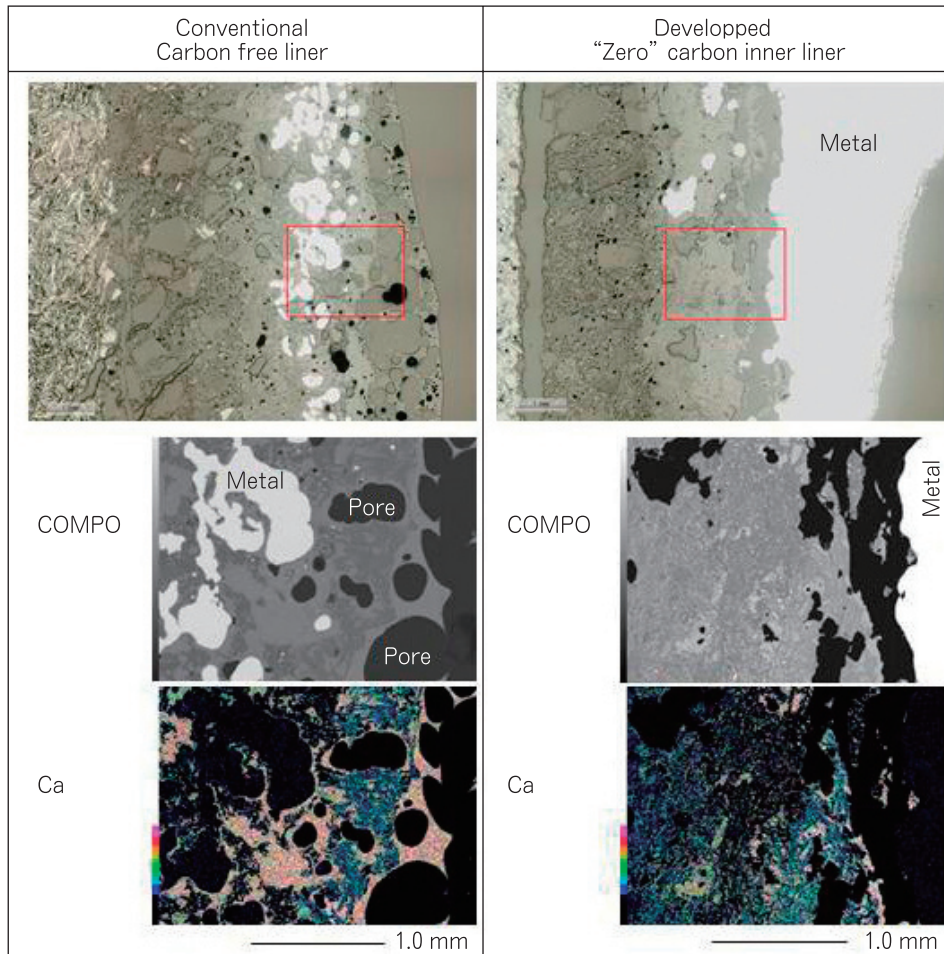 Conventional
Carbon free liner
Developped
“Zero” carbon inner liner
Metal
COMPO
Metal
Pore
Pore
COMPO
Metal
Ca
Ca
1.0 mm
1.0 mm